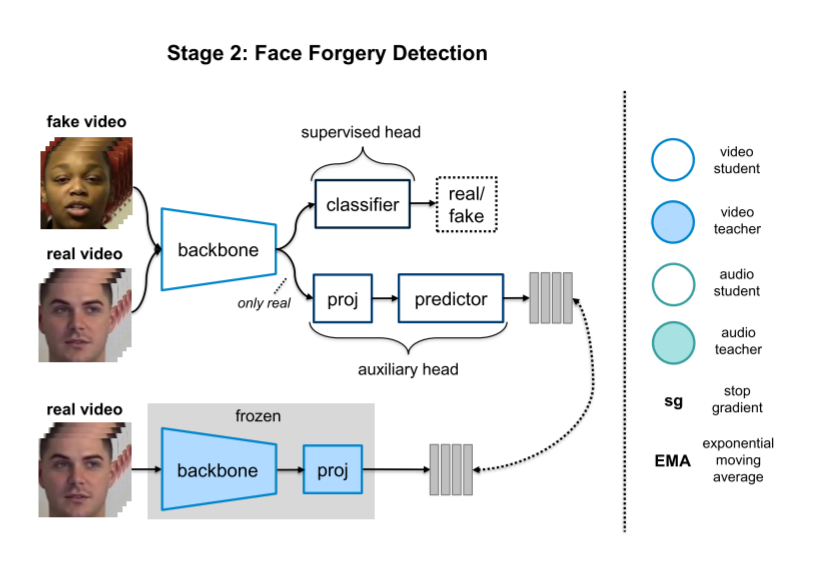 Stage 2: Face Forgery Detection
fake video
supervised head
classifier
real/
fake
real video
backbone
only real
proj
predictor
auxiliary head
real video
frozen
backbone
proj
video
student
video
teacher
audio
student
audio
teacher
sg
stop
gradient
EMA
exponential
moving
average